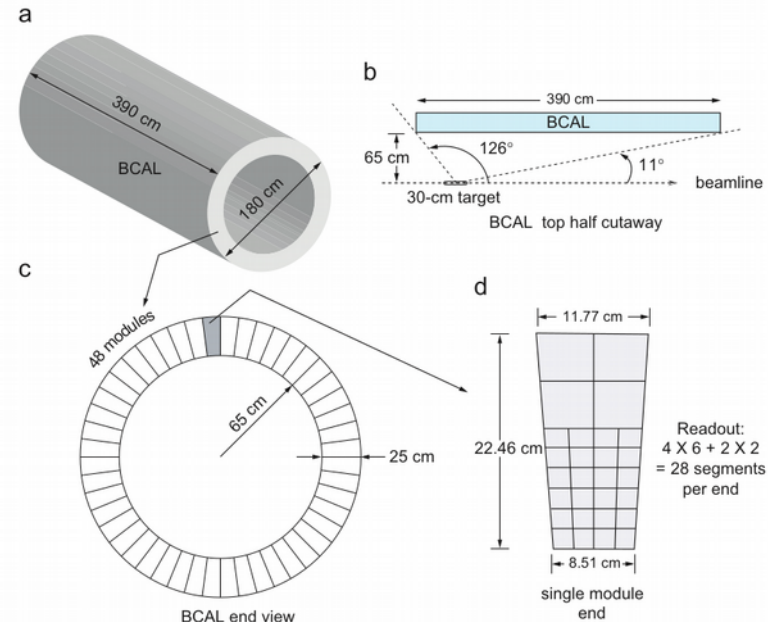 a
390 cm
BCAL
180 cm
b
390 cm
BCAL
65 cm
126°
11°
30-cm target
beamline
BCAL top half cutaway
c
48 modules
65 cm
25 cm
BCAL end view
d
11.77 cm
22.46 cm
Readout:
4 X 6 + 2 X 2
= 28 segments
per end
8.51 cm
single module
end